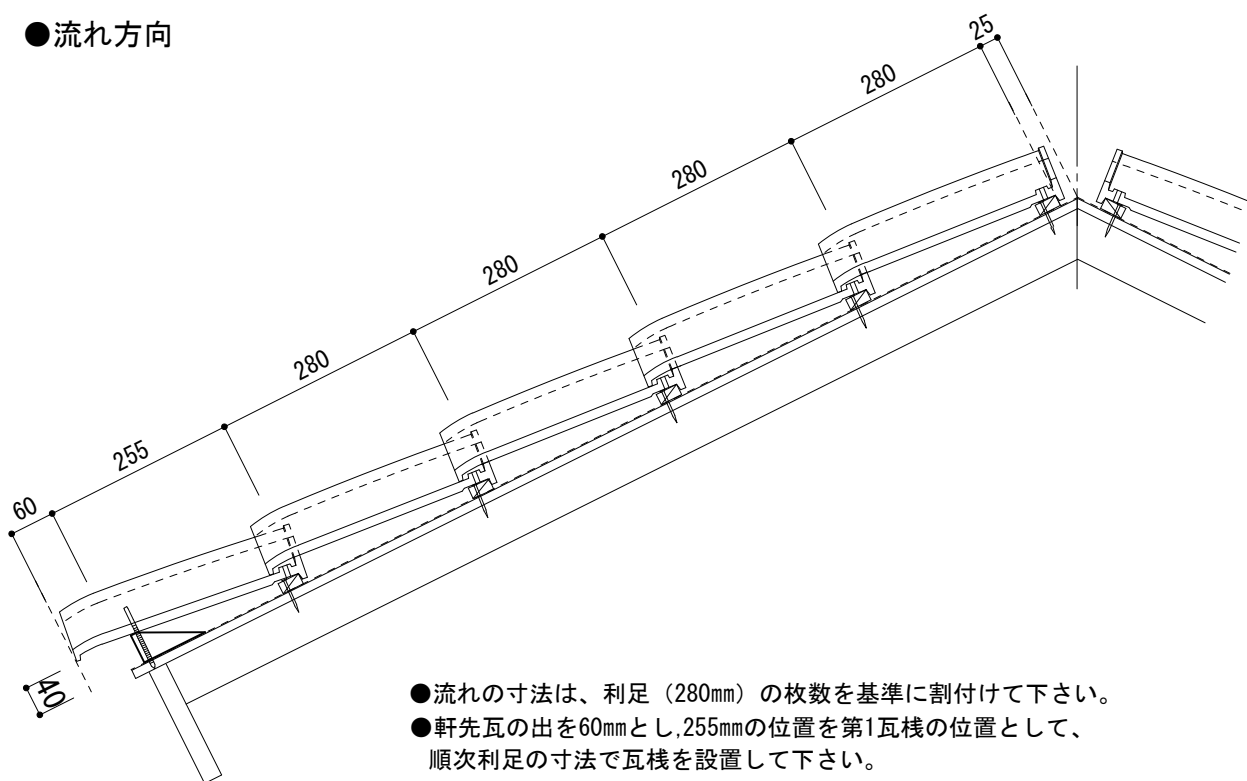 ●流れ方向
25
280
280
280
280
255
60
40
●流れの寸法は、利足（280㎜）の枚数を基準に割付けて下さい。
●軒先瓦の出を60㎜とし,255㎜の位置を第1瓦桟の位置として、
順次利足の寸法で瓦桟を設置して下さい。